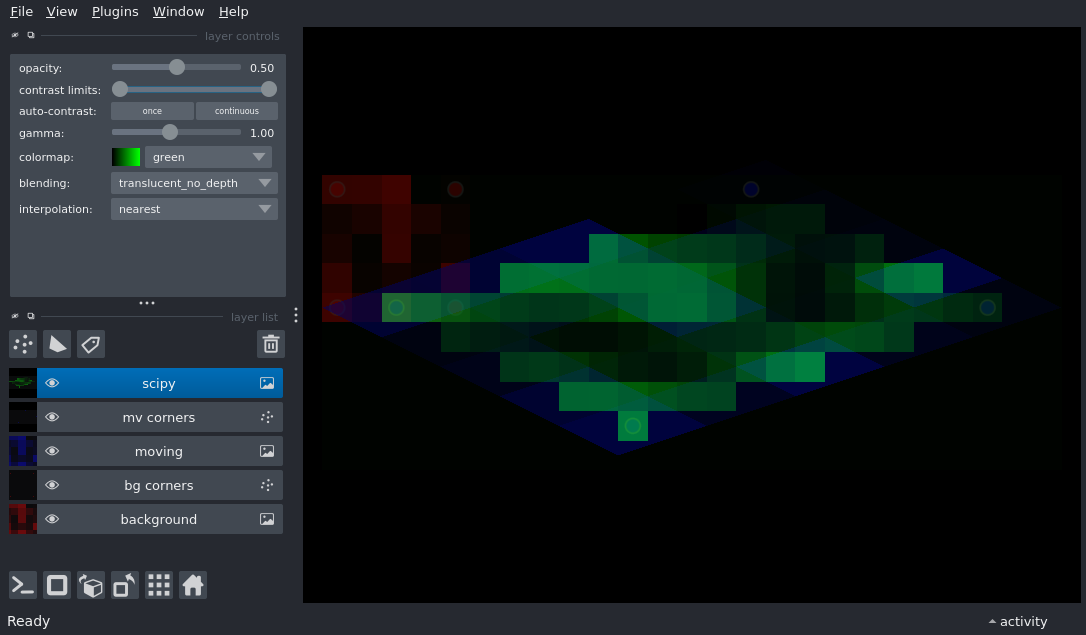 File View Plugins Window Help
layer controls
opacity: 0.50
contrast limits:
auto-contrast: once continuous
gamma: 1.00
colormap: green
blending: translucent_no_depth
interpolation: nearest
layer list
scipy
mv corners
moving
bg corners
background
Ready
activity